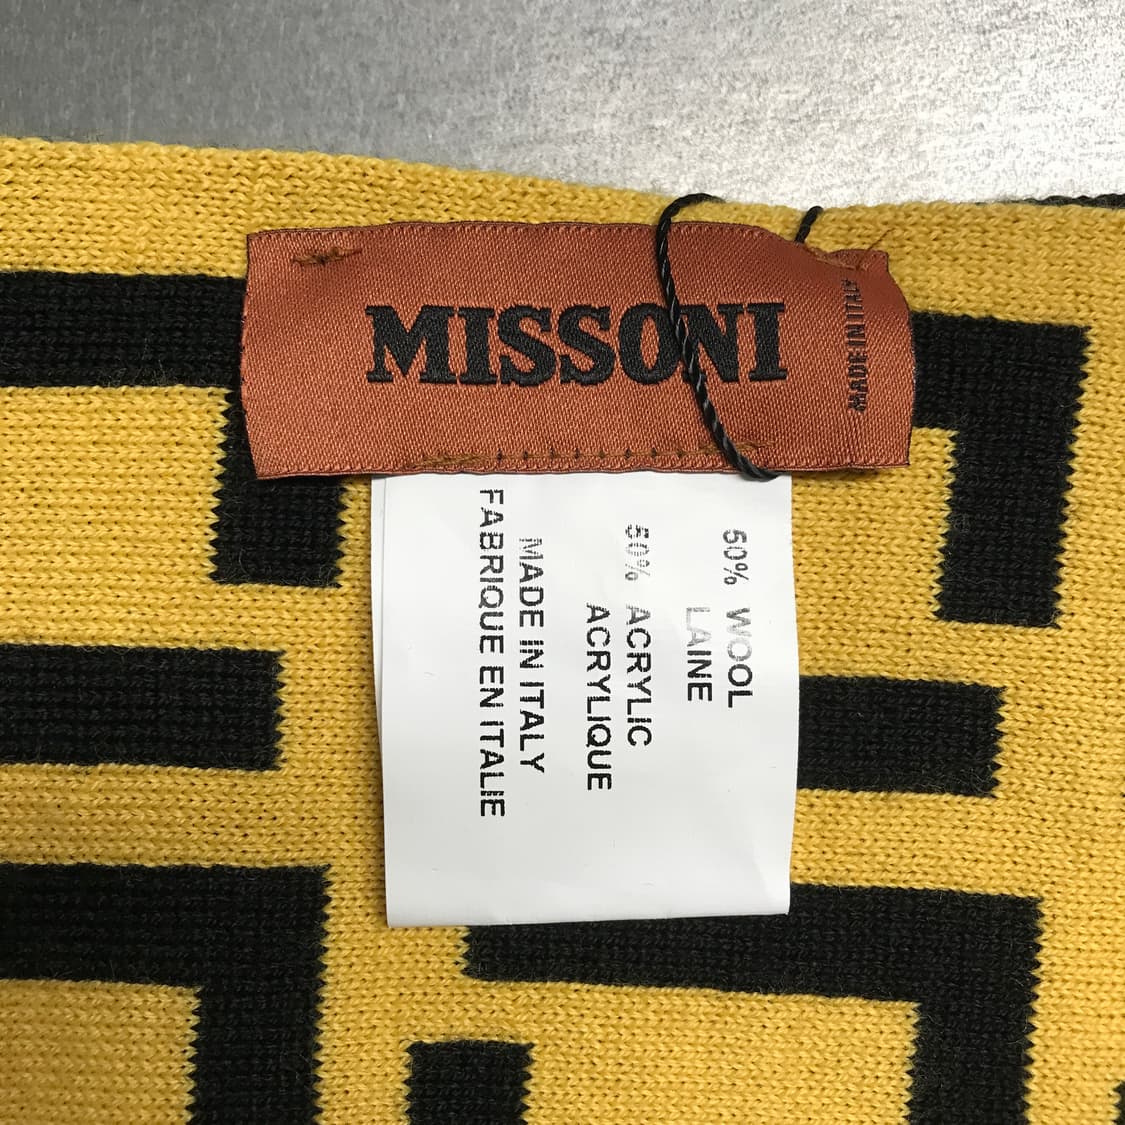 MISSONI
MADE IN ITALY
50% WOOL
LAINE
50% ACRYLIC
ACRYLIQUE
MADE IN ITALY
FABRIQUE EN ITALIE